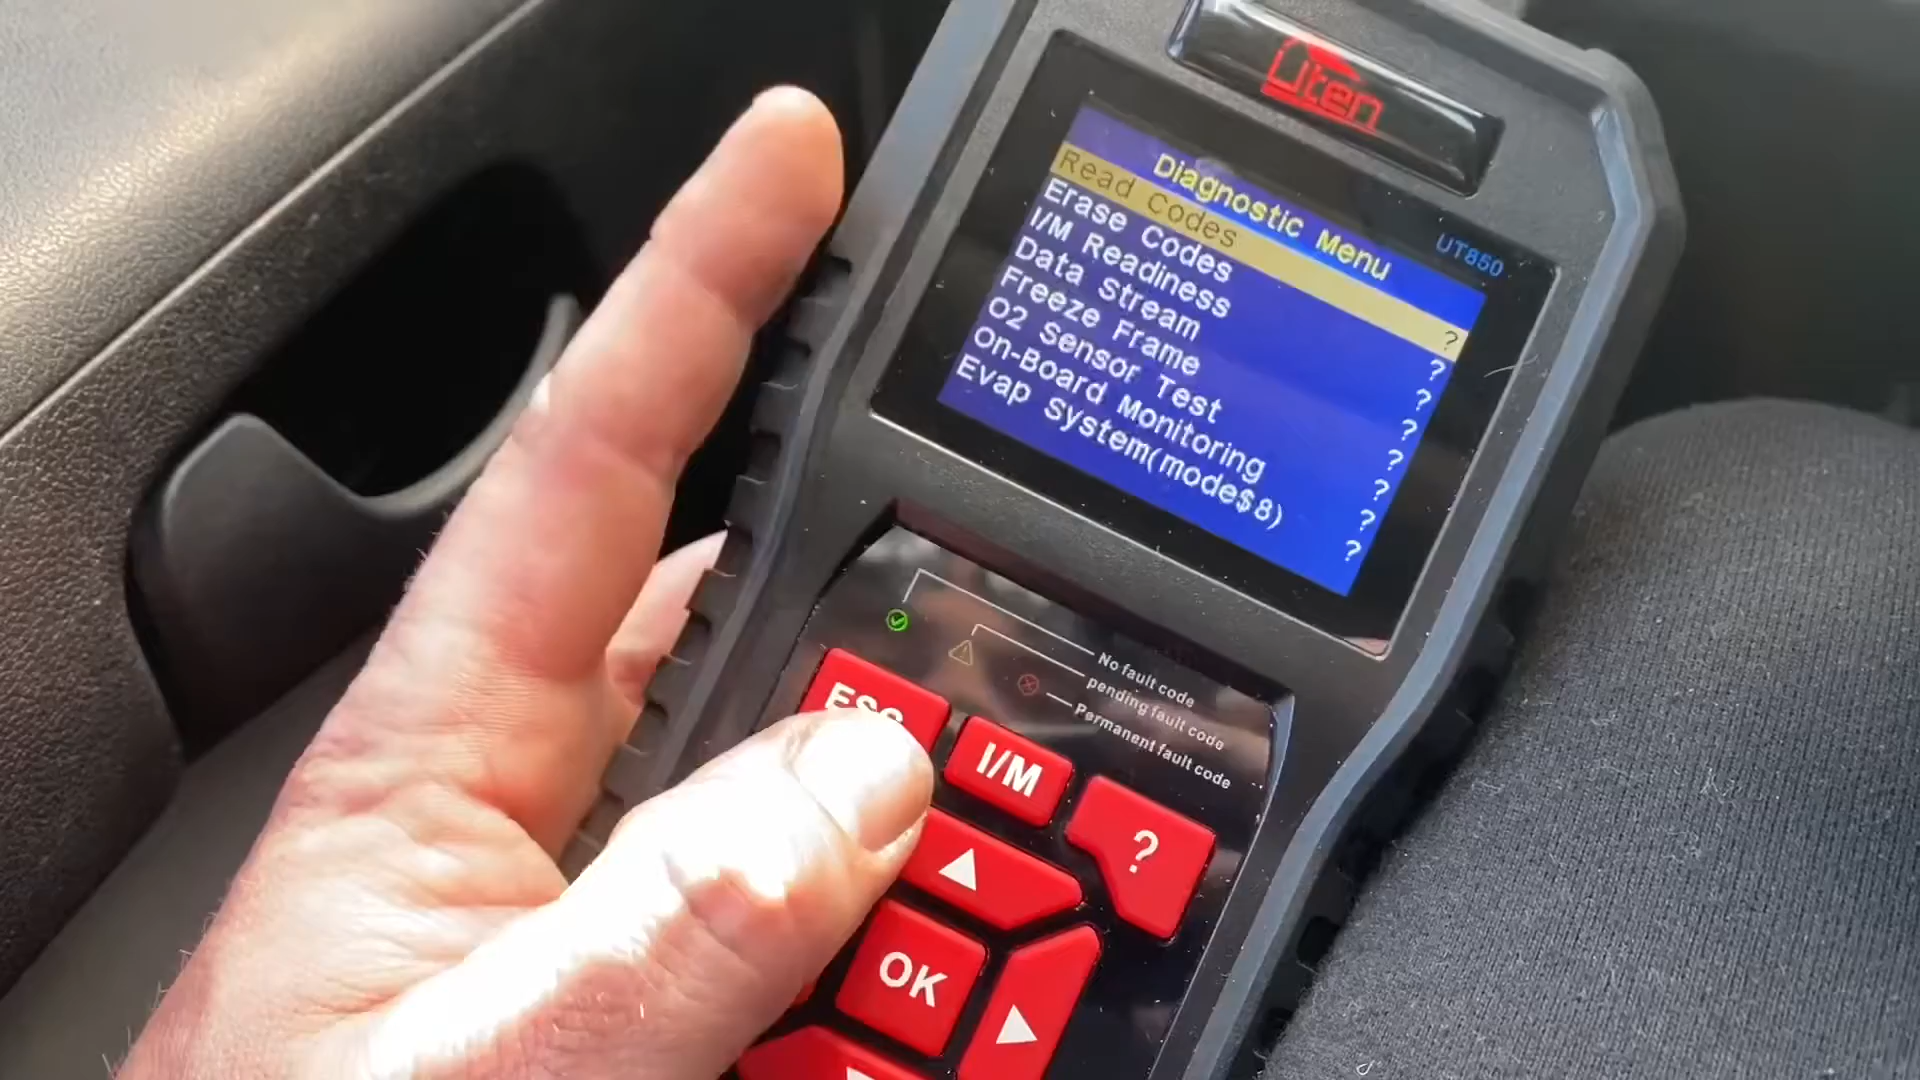 Uten
UT850
Diagnostic Menu
Read Codes ?
Erase Codes ?
I/M Readiness ?
Data Stream ?
Freeze Frame ?
O2 Sensor Test ?
On-Board Monitoring ?
Evap System(mode$8) ?
No fault code
pending fault code
Permanent fault code
ESC
I/M
?
OK